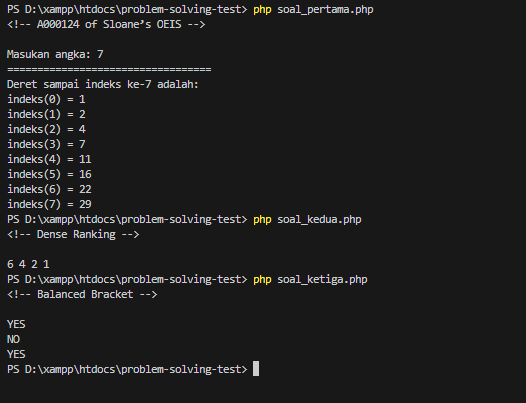 PS D:\xampp\htdocs\problem-solving-test> php soal_pertama.php
<!-- A000124 of Sloane’s OEIS -->
Masukan angka: 7
==================================
Deret sampai indeks ke-7 adalah:
indeks(0) = 1
indeks(1) = 2
indeks(2) = 4
indeks(3) = 7
indeks(4) = 11
indeks(5) = 16
indeks(6) = 22
indeks(7) = 29
PS D:\xampp\htdocs\problem-solving-test> php soal_kedua.php
<!-- Dense Ranking -->
6 4 2 1
PS D:\xampp\htdocs\problem-solving-test> php soal_ketiga.php
<!-- Balanced Bracket -->
YES
NO
YES
PS D:\xampp\htdocs\problem-solving-test>